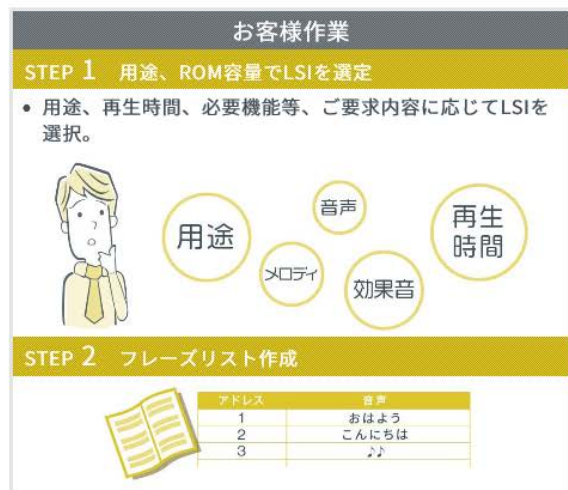 お客様作業
STEP 1 用途、ROM容量でLSIを選定
• 用途、再生時間、必要機能等、ご要求内容に応じてLSIを
選択。
用途
音声
再生
時間
メロディ
効果音
STEP 2 フレーズリスト作成
アドレス 音声
1 おはよう
2 こんにちは
3 ♪♪